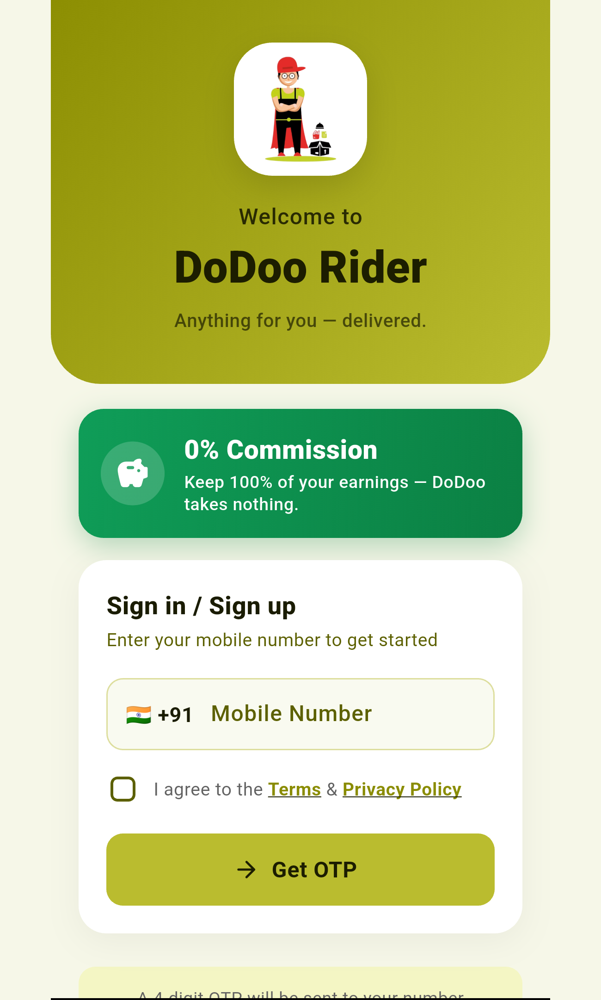 Welcome to
DoDoo Rider
Anything for you — delivered.
0% Commission
Keep 100% of your earnings — DoDoo
takes nothing.
Sign in / Sign up
Enter your mobile number to get started
+91 Mobile Number
I agree to the Terms & Privacy Policy
Get OTP
A 4 digit OTP will be sent to your number